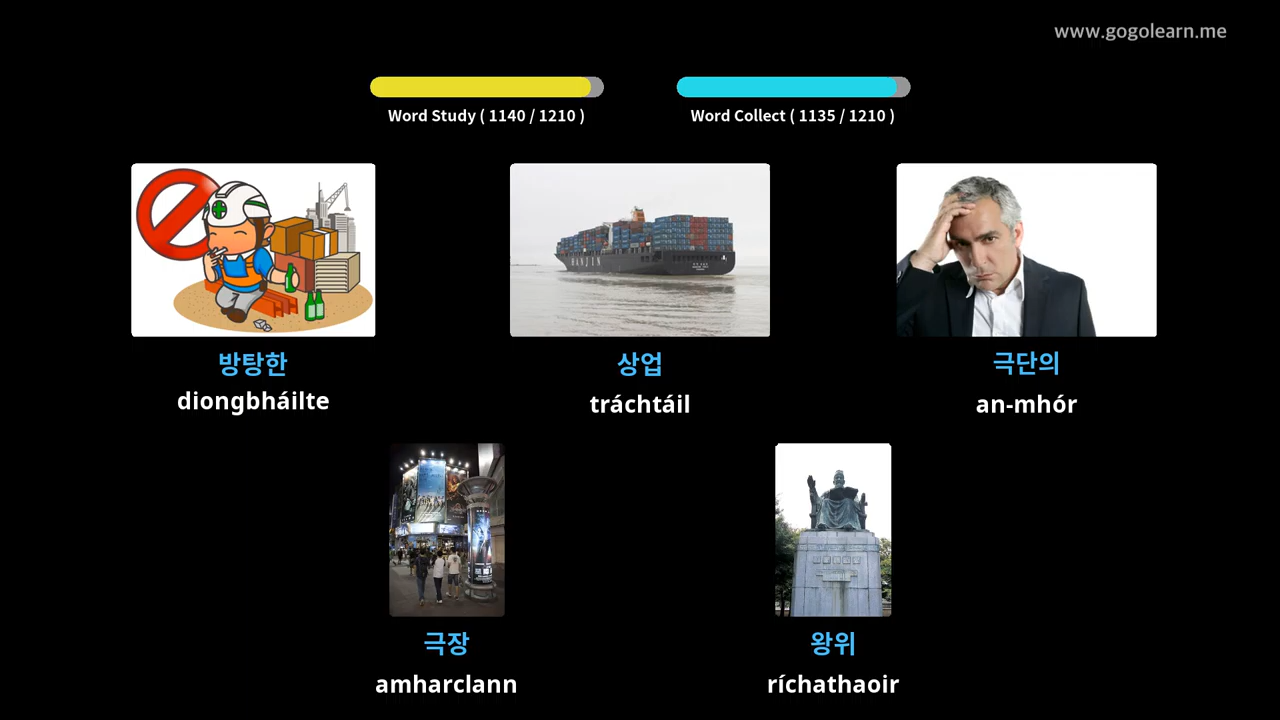 www.gogolearn.me
Word Study ( 1140 / 1210 )
Word Collect ( 1135 / 1210 )
HANJIN
방탕한
diongbháilte
상업
tráchtáil
극단의
an-mhór
극장
amharclann
왕위
ríchathaoir